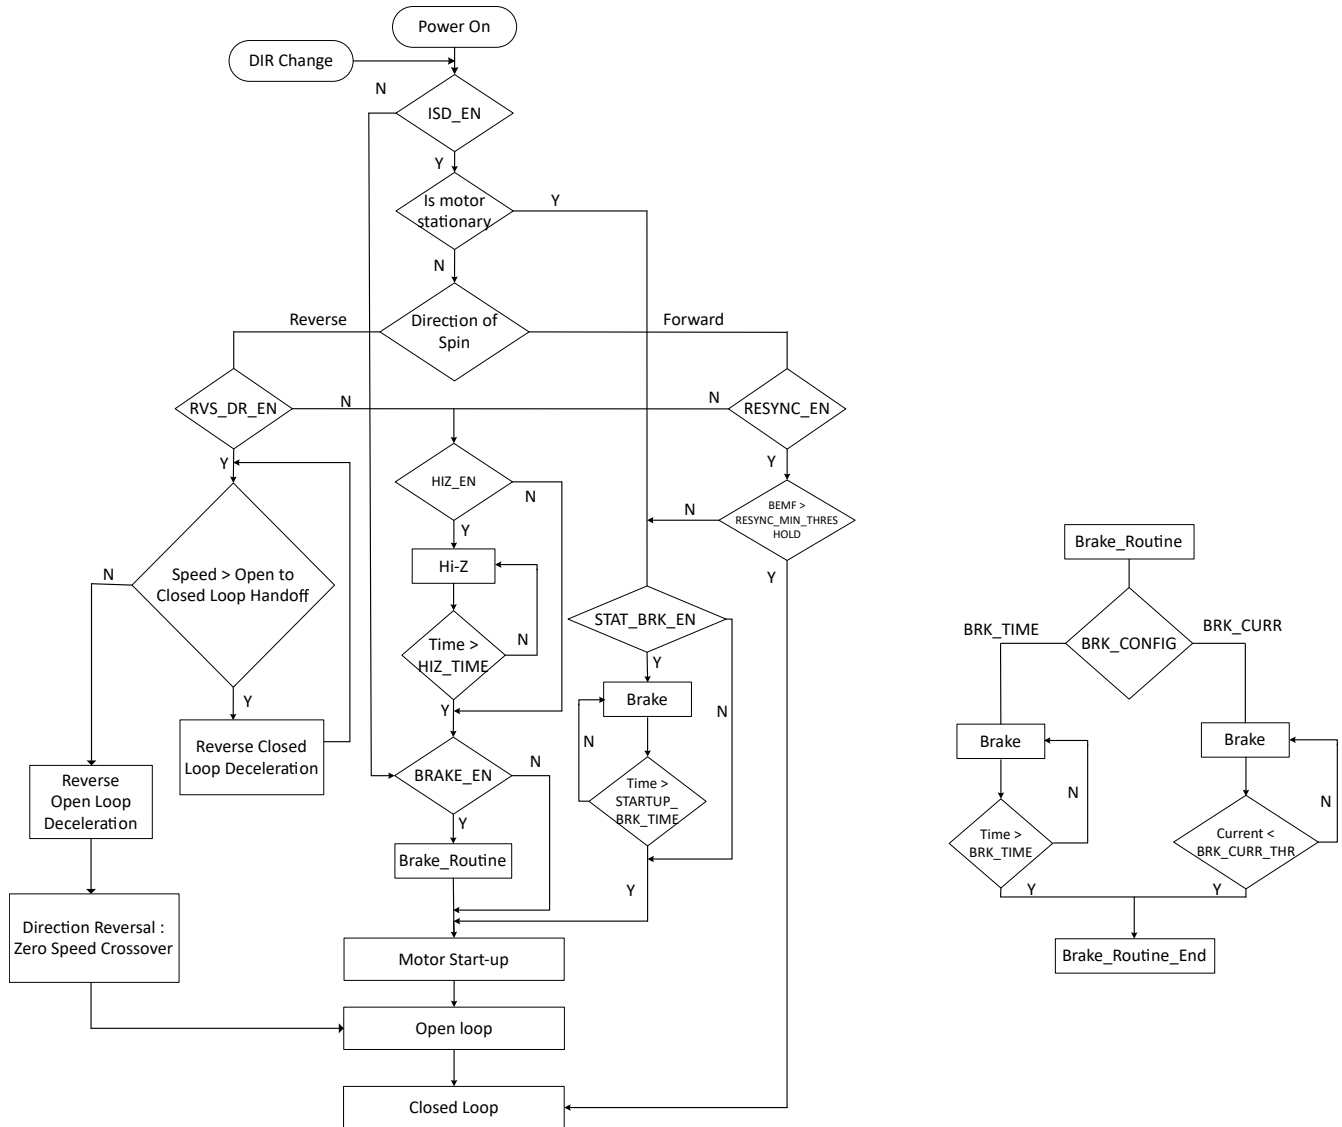 Power On
DIR Change
N
ISD_EN
Y
Is motor
stationary
Y
N
Reverse
Direction of
Spin
Forward
RVS_DR_EN
N
N
RESYNC_EN
Y
Y
HIZ_EN
N
Y
N
BEMF >
RESYNC_MIN_THRES
HOLD
Y
Hi-Z
N
Speed > Open to
Closed Loop Handoff
Time >
HIZ_TIME
N
STAT_BRK_EN
Y
Y
Y
Brake
N
N
Reverse Closed
Loop Deceleration
Reverse
Open Loop
Deceleration
BRAKE_EN
N
Y
Time >
STARTUP_
BRK_TIME
Brake_Routine
Y
Direction Reversal :
Zero Speed Crossover
Motor Start-up
Open loop
Closed Loop
Brake_Routine
BRK_TIME
BRK_CONFIG
BRK_CURR
Brake
Brake
N
N
Time >
BRK_TIME
Current <
BRK_CURR_THR
Y
Y
Brake_Routine_End